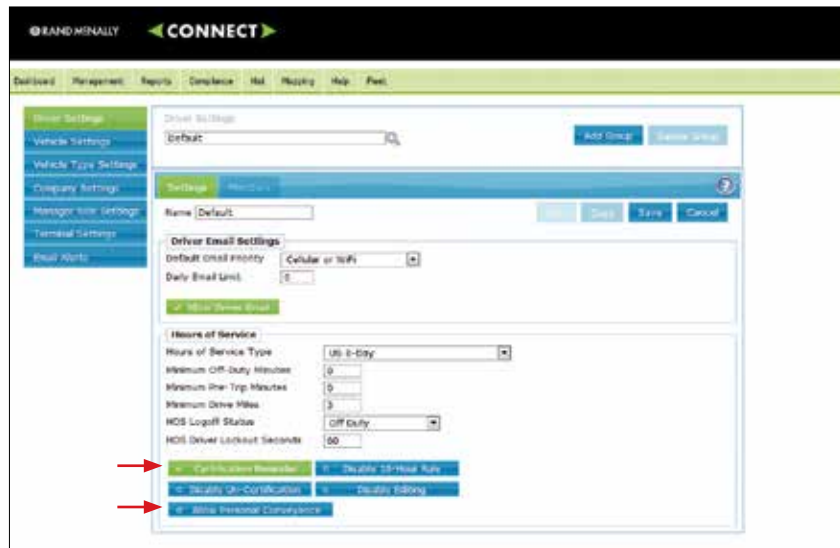 RAND MCNALLY CONNECT
Dashboard Management Reports Compliance Mail Mapping Help Fleet
Driver Settings
Vehicle Settings
Vehicle Type Settings
Company Settings
Manager User Settings
Terminal Settings
Email Alerts
Driver Settings
Default
Add Group Delete Group
Settings Members
Name Default
Save Cancel
Driver Email Settings
Default Email Priority Cellular or WiFi
Daily Email Limit
Allow Driver Email
Hours of Service
Hours of Service Type US 8-Day
Minimum Off-Duty Minutes 0
Minimum Pre-Trip Minutes 0
Minimum Drive Miles 3
HOS Logoff Status Off Duty
HOS Driver Lockout Seconds 60
Certification Reminder Disable 16-Hour Rule
Disable Un-Certification Disable Editing
Allow Personal Conveyance